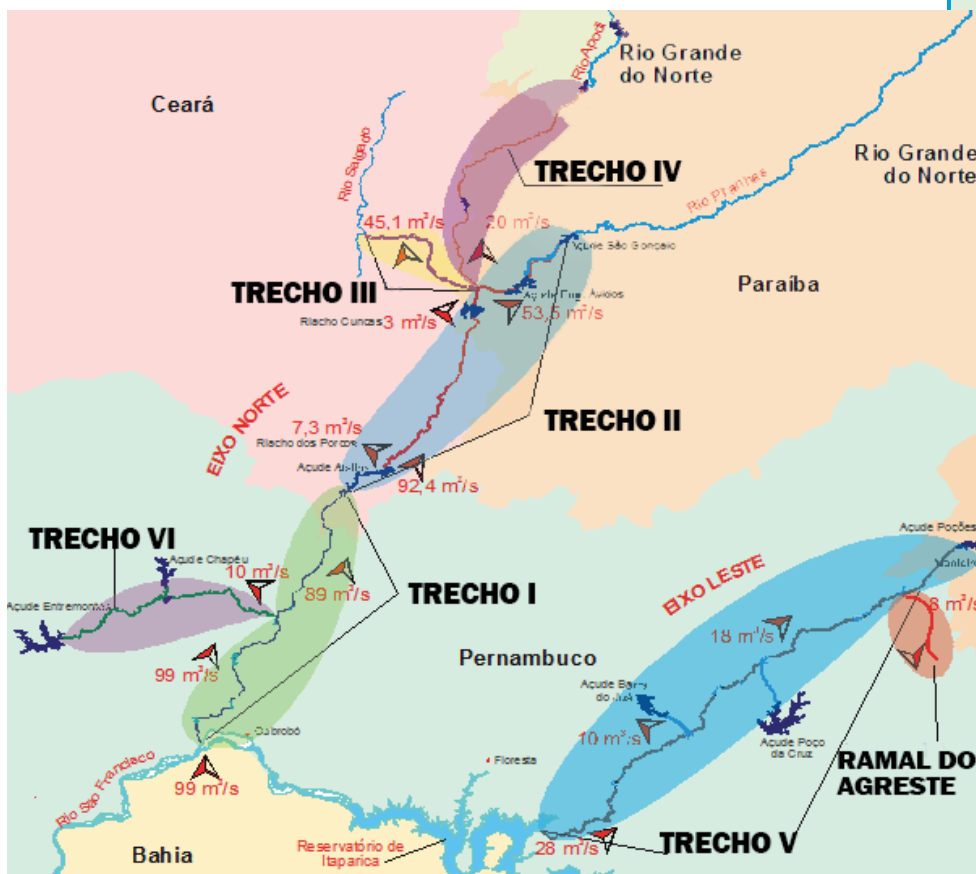 Rio Grande
do Norte
Rio Apodi
Ceará
Rio Salgado
TRECHO IV
Rio Grande
do Norte
Rio Piranhas
45,1 m³/s
20 m³/s
Açude São Gonçalo
TRECHO III
Paraíba
Riacho Cuncas
3 m³/s
53,5 m³/s
EIXO NORTE
TRECHO II
7,3 m³/s
Riacho dos Porcos
92,4 m³/s
TRECHO VI
Açude Chapéu
Açude Entremontes
10 m³/s
89 m³/s
TRECHO I
Açude Poções
EIXO LESTE
8 m³/s
18 m³/s
Pernambuco
99 m³/s
10 m³/s
Açude Poço
da Cruz
Cabrobó
Floresta
RAMAL DO
AGRESTE
Rio São Francisco
99 m³/s
Bahia
Reservatório de
Itaparica
28 m³/s
TRECHO V